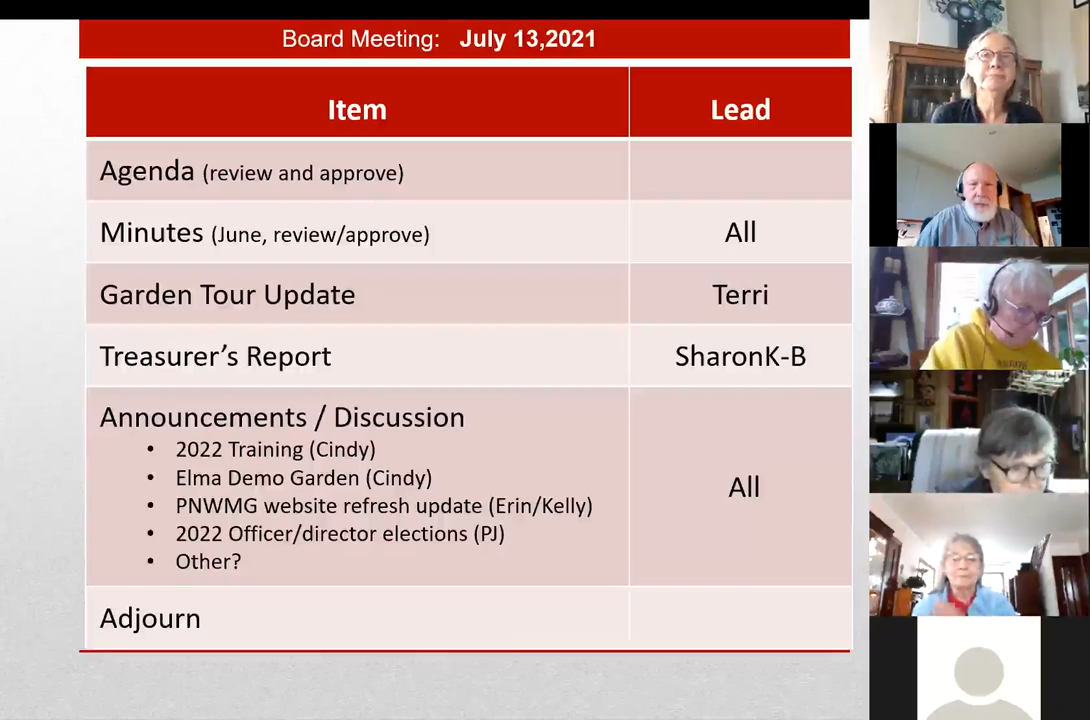 Board Meeting: July 13,2021
Item Lead
Agenda (review and approve)
Minutes (June, review/approve) All
Garden Tour Update Terri
Treasurer’s Report SharonK-B
Announcements / Discussion
• 2022 Training (Cindy)
• Elma Demo Garden (Cindy)
All
• PNWMG website refresh update (Erin/Kelly)
• 2022 Officer/director elections (PJ)
• Other?
Adjourn